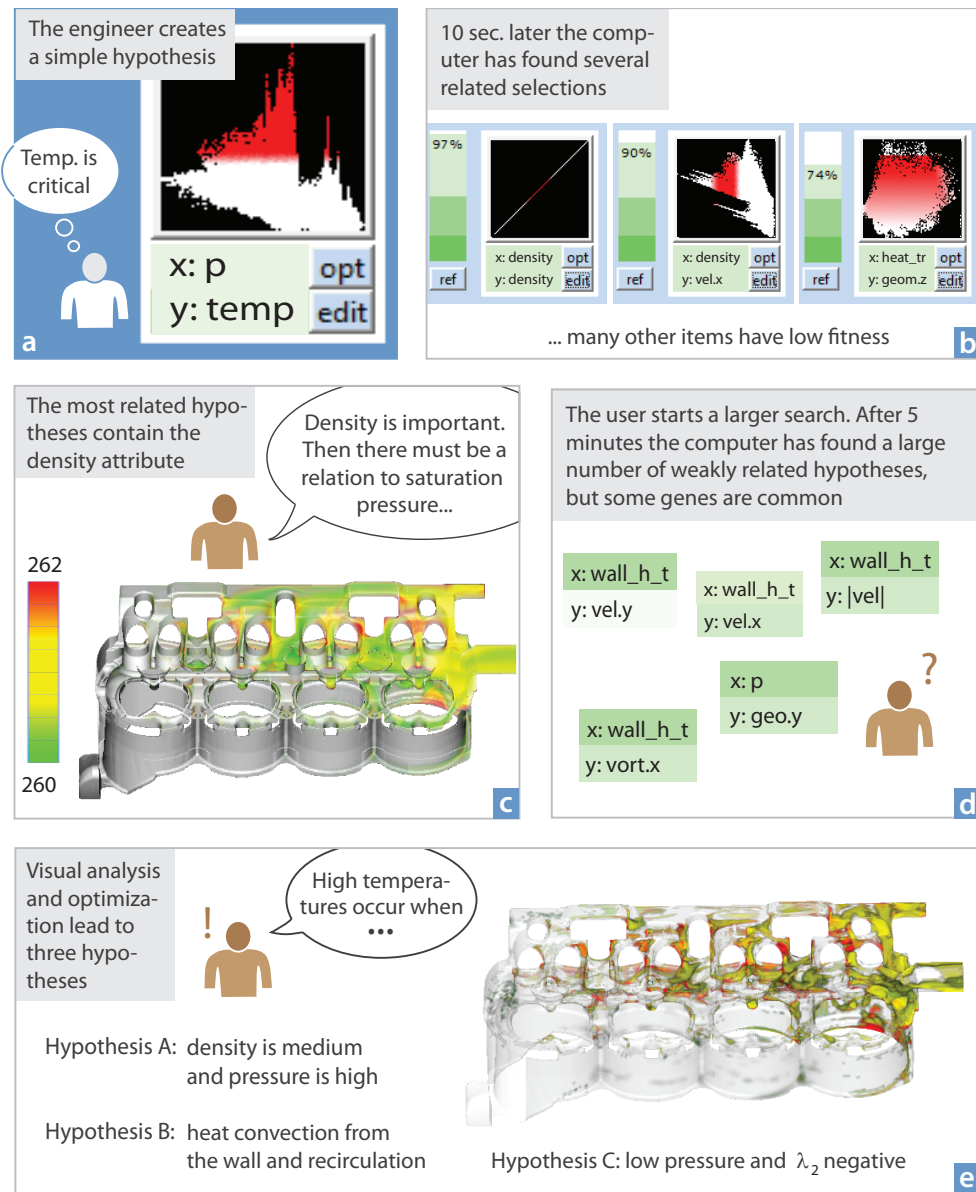 The engineer creates
a simple hypothesis
Temp. is
critical
x: p
opt
y: temp
edit
a
10 sec. later the com-
puter has found several
related selections
97%
x: density
opt
ref
y: density
edit
90%
x: density
opt
ref
y: vel.x
edit
74%
x: heat_tr
opt
ref
y: geom.z
edit
... many other items have low fitness
b
The most related hypo-
theses contain the
density attribute
Density is important.
Then there must be a
relation to saturation
pressure...
262
260
c
The user starts a larger search. After 5
minutes the computer has found a large
number of weakly related hypotheses,
but some genes are common
x: wall_h_t
y: vel.y
x: wall_h_t
y: vel.x
x: wall_h_t
y: |vel|
x: p
y: geo.y
x: wall_h_t
y: vort.x
?
d
Visual analysis
and optimiza-
tion lead to
three hypo-
theses
!
High tempera-
tures occur when
...
Hypothesis A: density is medium
and pressure is high
Hypothesis B: heat convection from
the wall and recirculation
Hypothesis C: low pressure and λ₂ negative
e